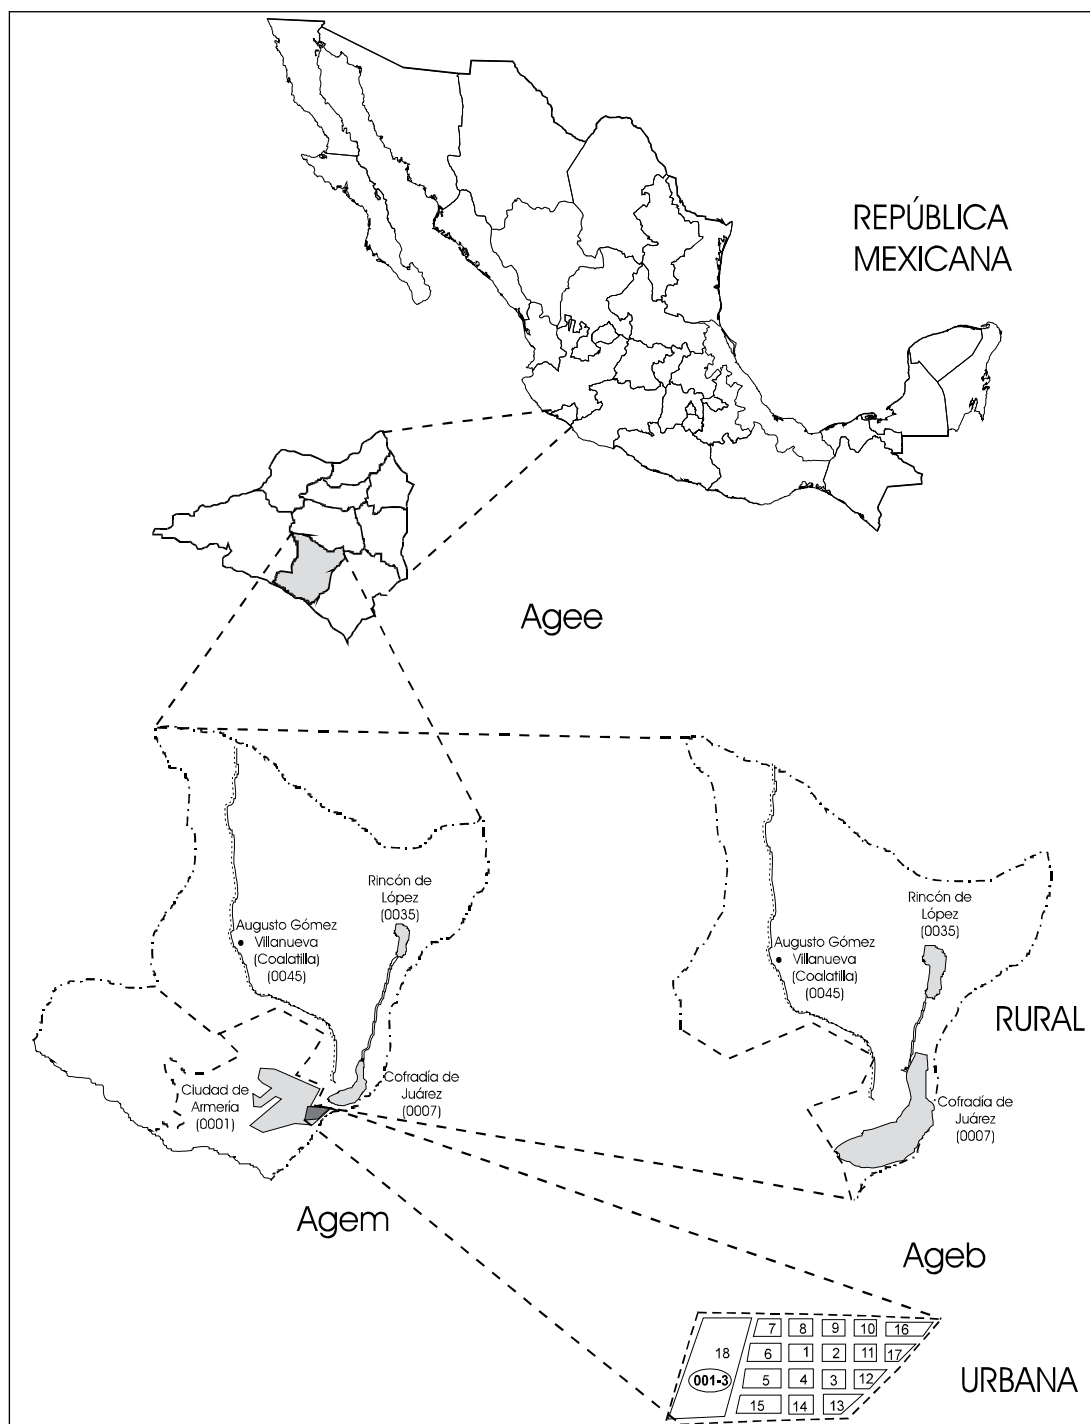 REPÚBLICA
MEXICANA
Agee
Rincón de
López
(0035)
Augusto Gómez
Villanueva
(Coalatilla)
(0045)
Ciudad de
Armería
(0001)
Cofradía de
Juárez
(0007)
Agem
Rincón de
López
(0035)
Augusto Gómez
Villanueva
(Coalatilla)
(0045)
RURAL
Cofradía de
Juárez
(0007)
Ageb
7 8 9 10 16
18 6 1 2 11 17
001-3 5 4 3 12
15 14 13
URBANA